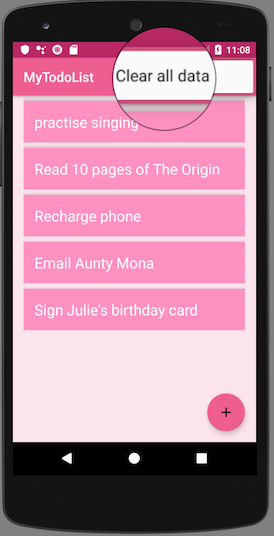 11:08
MyTodoList
Clear all data
practise singing
Read 10 pages of The Origin
Recharge phone
Email Aunty Mona
Sign Julie's birthday card
+